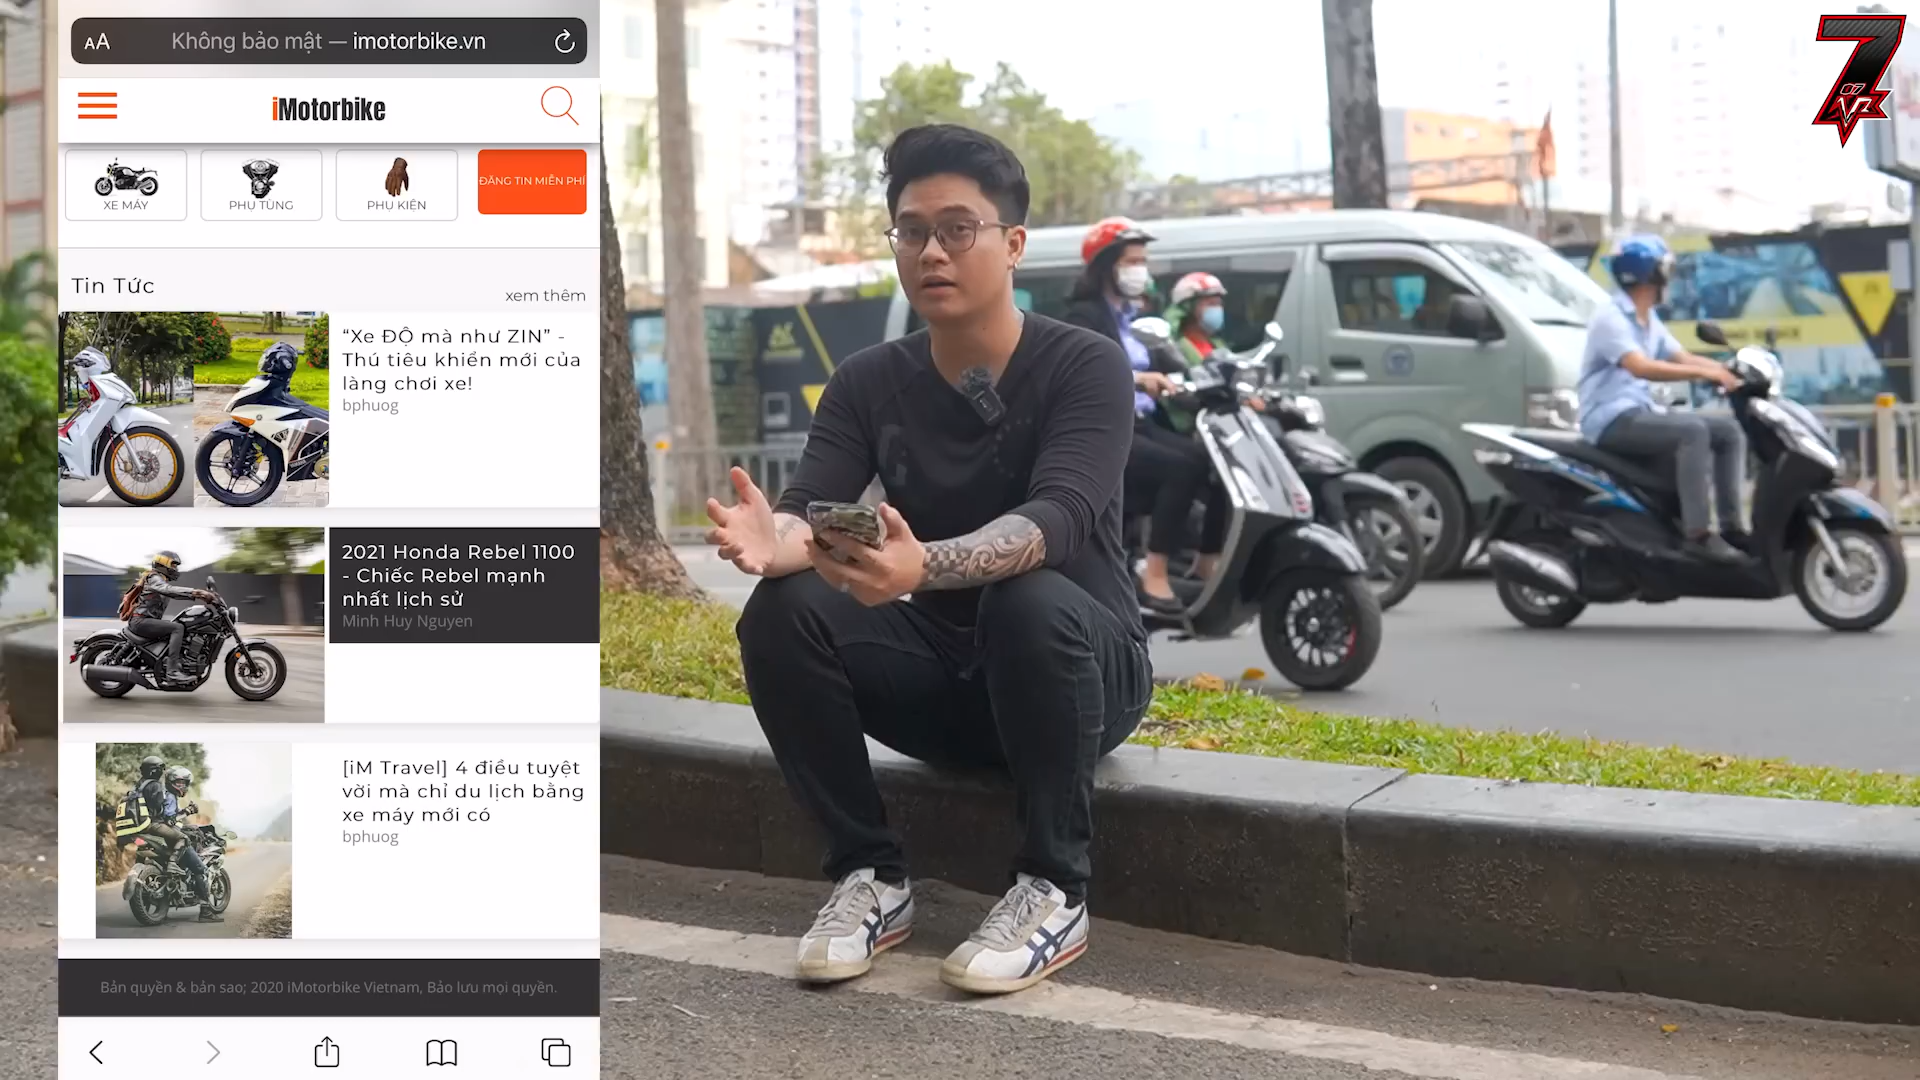 AA Không bảo mật — imotorbike.vn
iMotorbike
XE MÁY
PHỤ TÙNG
PHỤ KIỆN
ĐĂNG TIN MIỄN PHÍ
Tin Tức
xem thêm
“Xe ĐỘ mà như ZIN” -
Thú tiêu khiển mới của
làng chơi xe!
bphuog
2021 Honda Rebel 1100
- Chiếc Rebel mạnh
nhất lịch sử
Minh Huy Nguyen
[iM Travel] 4 điều tuyệt
vời mà chỉ du lịch bằng
xe máy mới có
bphuog
Bản quyền & bản sao; 2020 iMotorbike Vietnam, Bảo lưu mọi quyền.
7